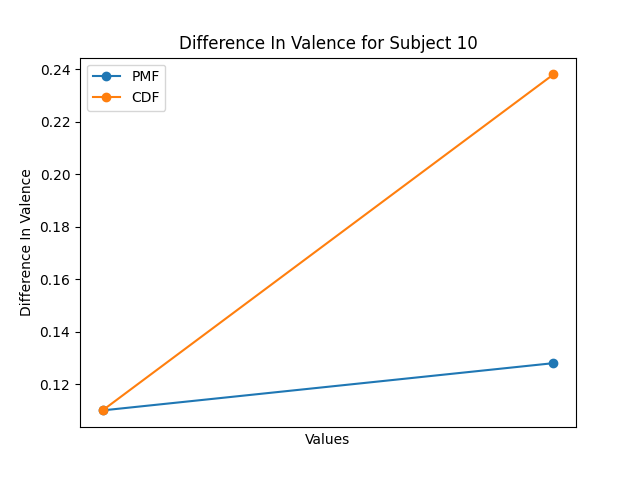 Difference In Valence for Subject 10
PMF
CDF
0.24
0.22
0.20
0.18
0.16
0.14
0.12
Difference In Valence
Values